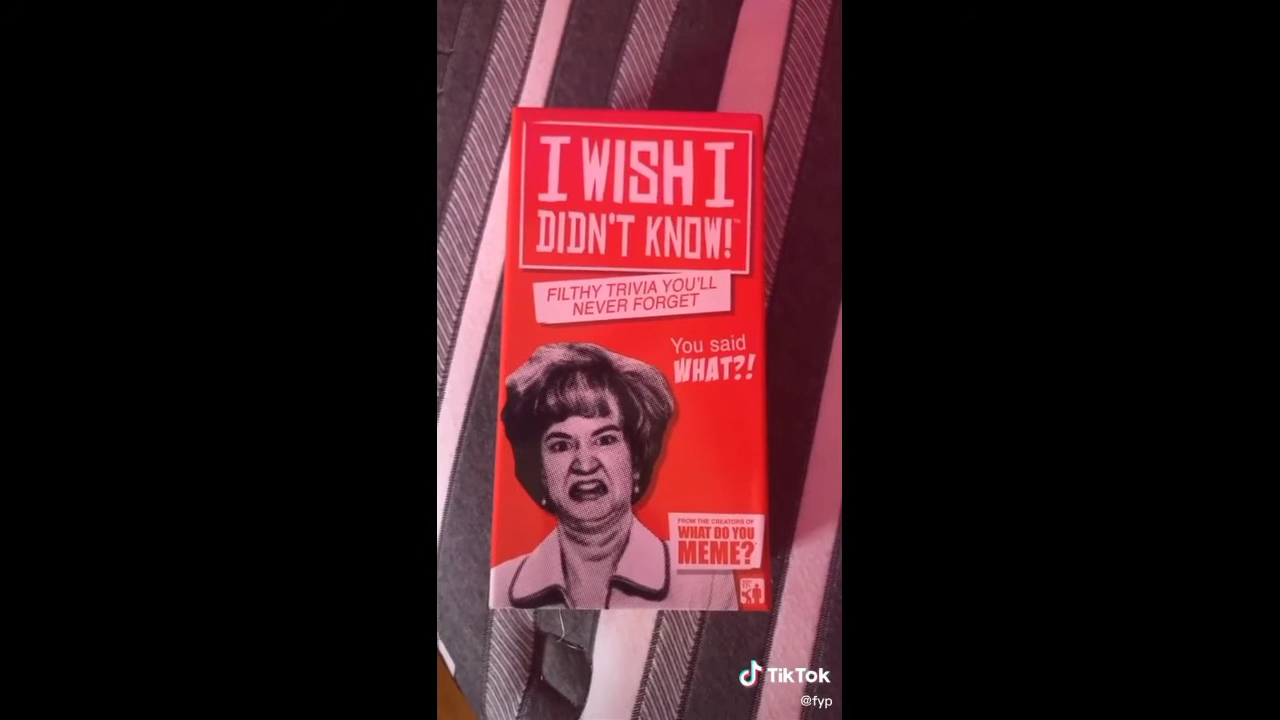 I WISH I
DIDN'T KNOW!™
FILTHY TRIVIA YOU'LL
NEVER FORGET
You said
WHAT?!
FROM THE CREATORS OF
WHAT DO YOU
MEME?
TikTok
@fyp